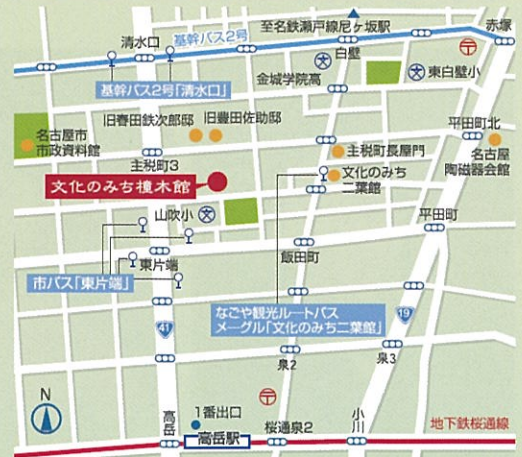 至名鉄瀬戸線尼ヶ坂駅
赤塚
基幹バス2号
清水口
白壁
〒
文
金城学院高
文
東白壁小
基幹バス2号「清水口」
旧春田鉄次郎邸
旧豊田佐助邸
平田町北
名古屋市
市政資料館
主税町長屋門
名古屋
陶磁器会館
主税町3
文化のみち
二葉館
文化のみち橦木館
山吹小
文
平田町
東片端
飯田町
市バス「東片端」
なごや観光ルートバス
メーグル「文化のみち二葉館」
19
41
泉2
泉3
N
〒
高岳
1番出口
桜通泉2
小川
地下鉄桜通線
高岳駅